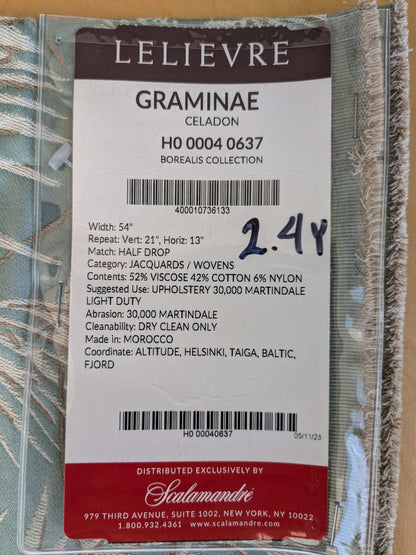 LELIEVRE
GRAMINAE
CELADON
H0 0004 0637
BOREALIS COLLECTION
400010736133
2.4Y
Width: 54"
Repeat: Vert: 21", Horiz: 13"
Match: HALF DROP
Category: JACQUARDS / WOVENS
Contents: 52% VISCOSE 42% COTTON 6% NYLON
Suggested Use: UPHOLSTERY 30,000 MARTINDALE
LIGHT DUTY
Abrasion: 30,000 MARTINDALE
Cleanability: DRY CLEAN ONLY
Made in: MOROCCO
Coordinate: ALTITUDE, HELSINKI, TAIGA, BALTIC,
FJORD
H0 00040637
05/11/23
DISTRIBUTED EXCLUSIVELY BY
Scalamandré
979 THIRD AVENUE, SUITE 1002, NEW YORK, N.Y. 10022
1.800.932.4361 www.scalamandre.com